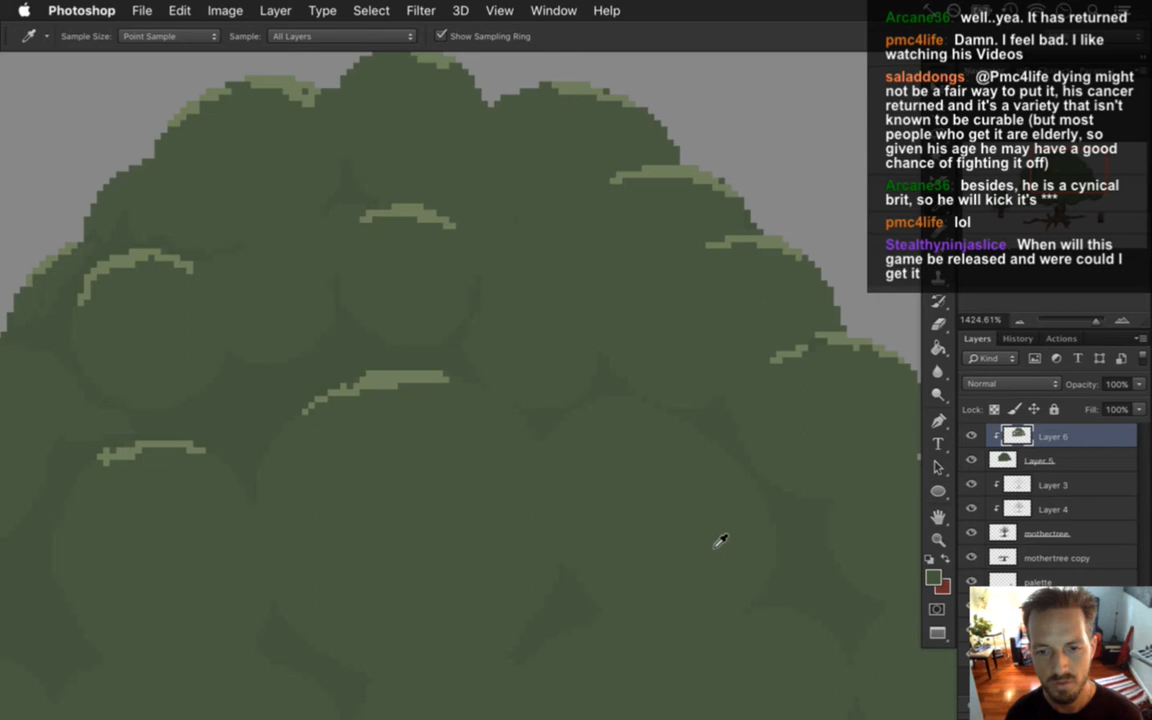 Photoshop File Edit Image Layer Type Select Filter 3D View Window Help
Sample Size: Point Sample Sample: All Layers Show Sampling Ring
Arcane36: well..yea. It has returned
pmc4life: Damn. I feel bad. I like
watching his Videos
saladdongs @Pmc4life dying might
not be a fair way to put it, his cancer
returned and it's a variety that isn't
known to be curable (but most
people who get it are elderly, so
given his age he may have a good
chance of fighting it off)
Arcane36: besides, he is a cynical
brit, so he will kick it's ***
pmc4life: lol
Stealthyninjaslice When will this
game be released and were could I
get it
1424.61%
Layers History Actions
Kind
Normal Opacity: 100%
Lock: Fill: 100%
Layer 6
Layer 5
Layer 3
Layer 4
mothertree
mothertree copy
palette